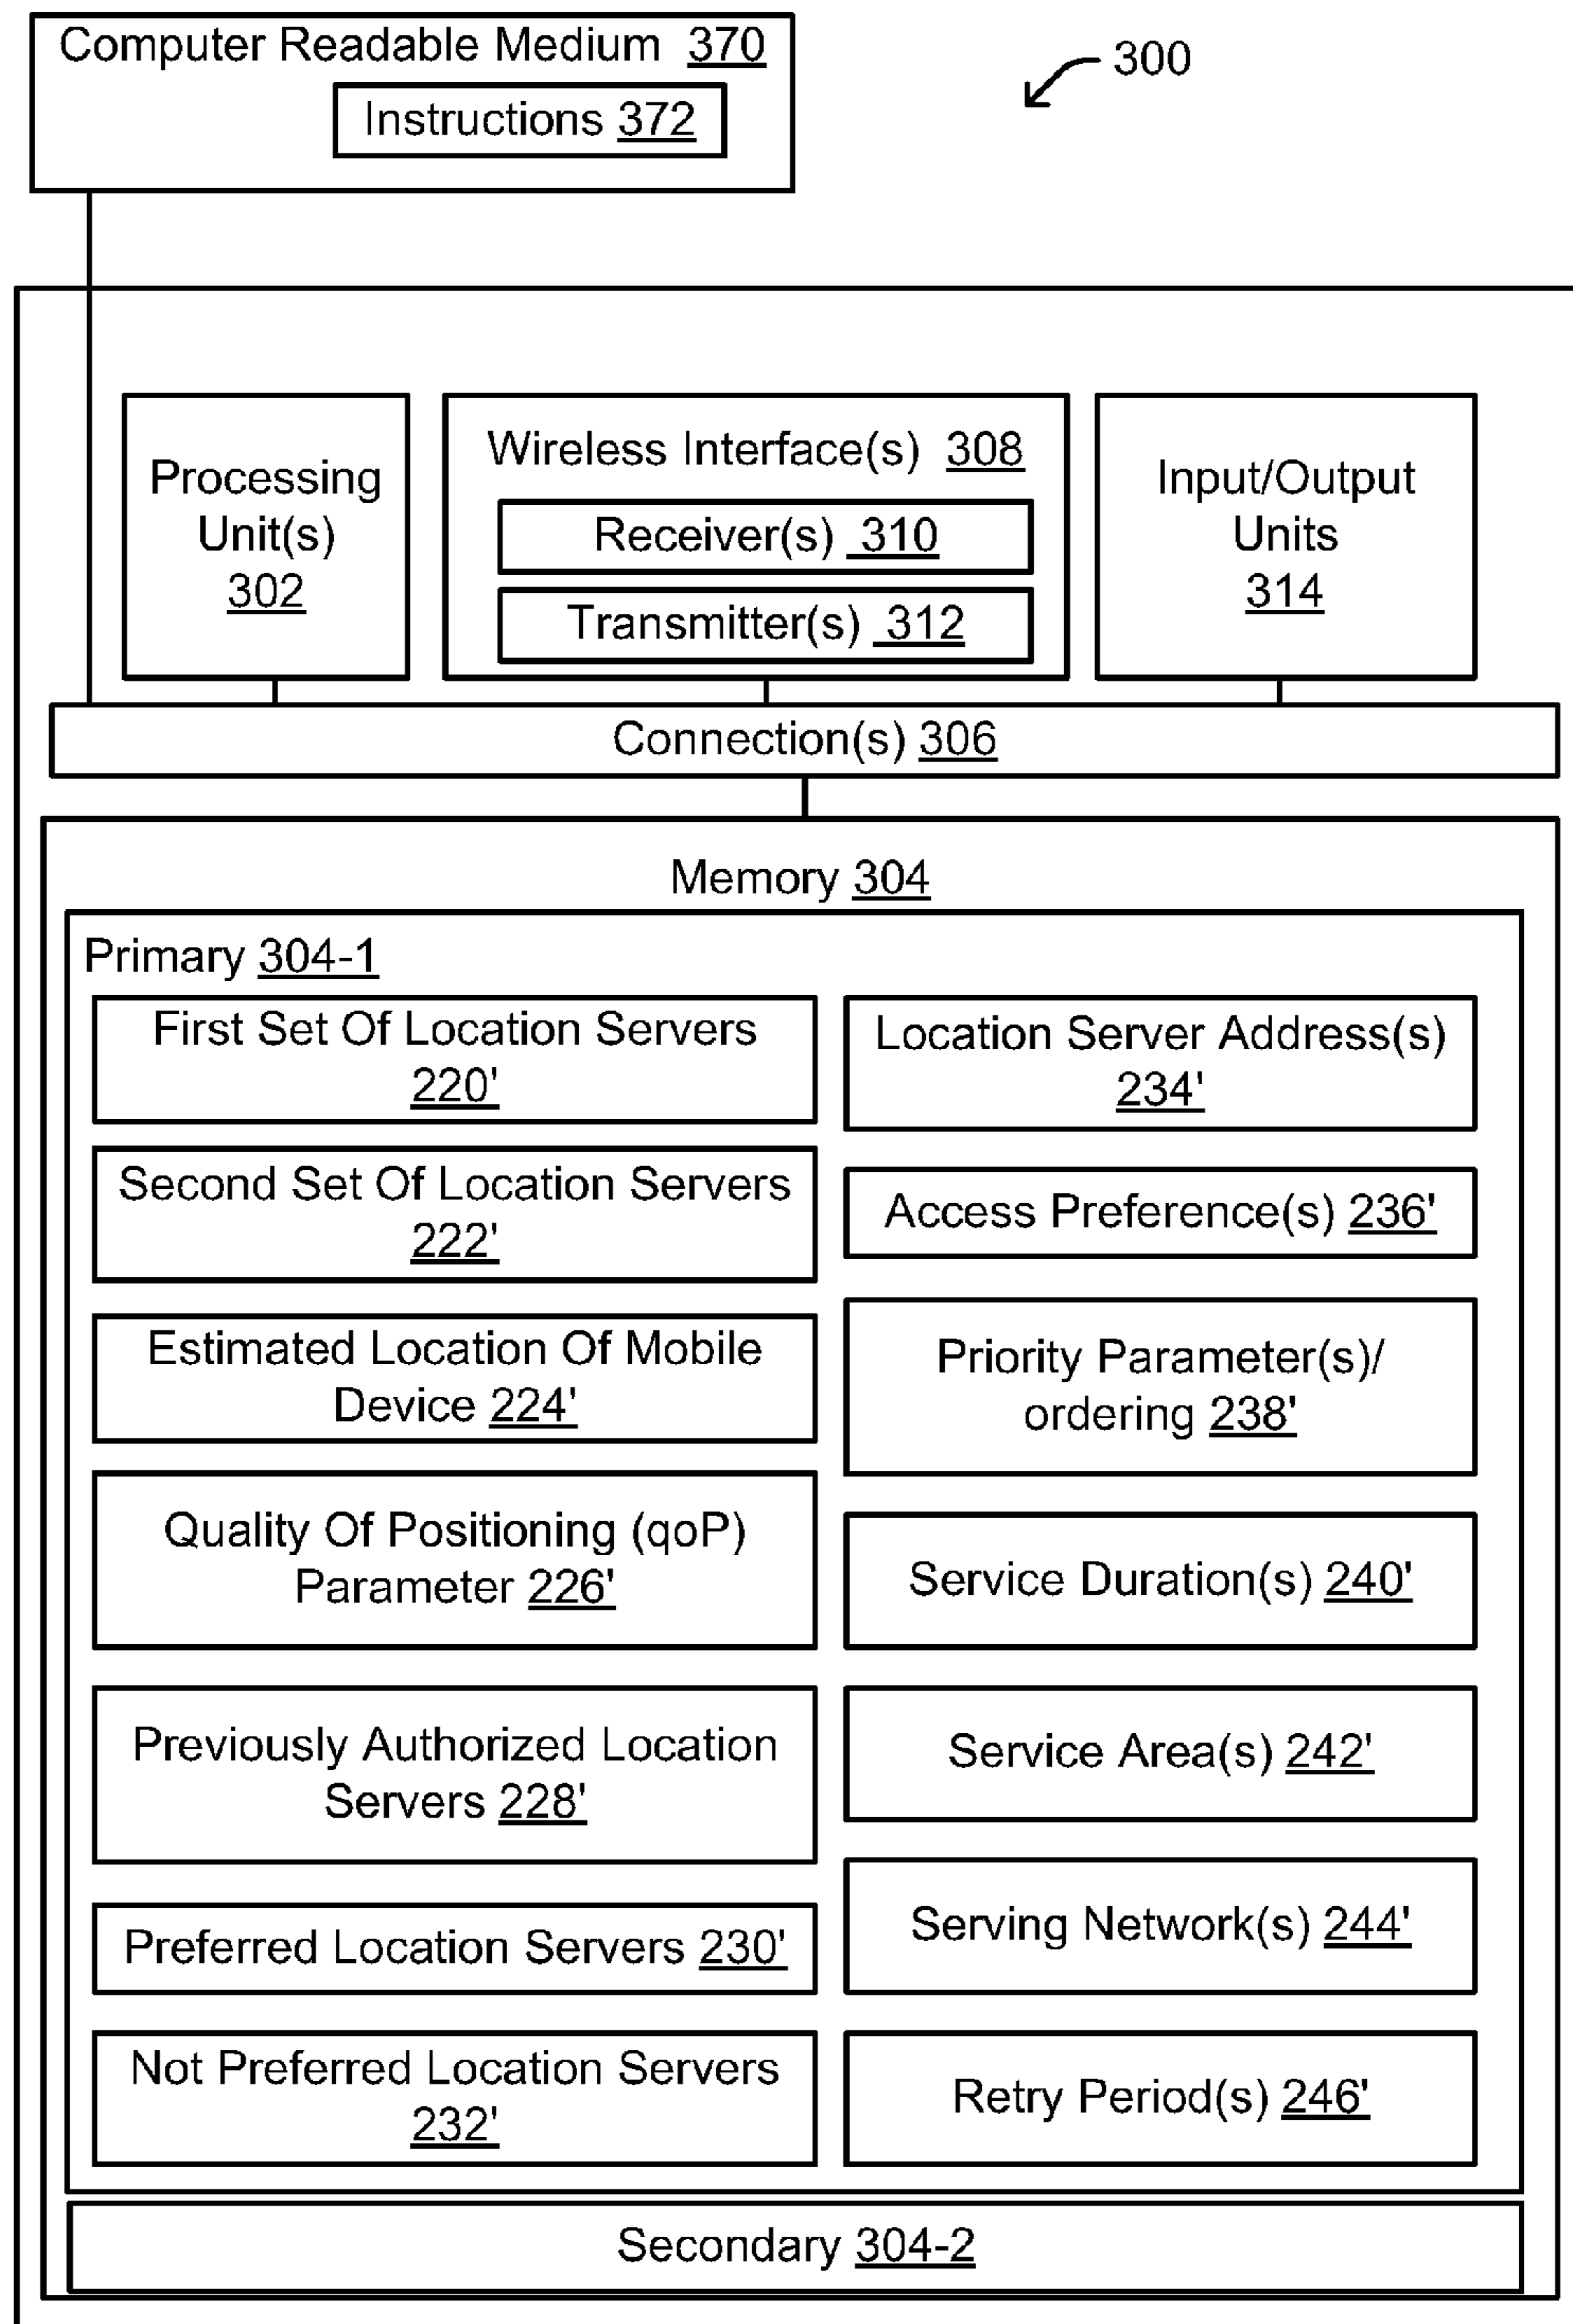 Computer Readable Medium 370
Instructions 372
300
Processing
Unit(s)
302
Wireless Interface(s) 308
Receiver(s) 310
Transmitter(s) 312
Input/Output
Units
314
Connection(s) 306
Memory 304
Primary 304-1
First Set Of Location Servers
220'
Second Set Of Location Servers
222'
Estimated Location Of Mobile
Device 224'
Quality Of Positioning (qoP)
Parameter 226'
Previously Authorized Location
Servers 228'
Preferred Location Servers 230'
Not Preferred Location Servers
232'
Location Server Address(s)
234'
Access Preference(s) 236'
Priority Parameter(s)/
ordering 238'
Service Duration(s) 240'
Service Area(s) 242'
Serving Network(s) 244'
Retry Period(s) 246'
Secondary 304-2